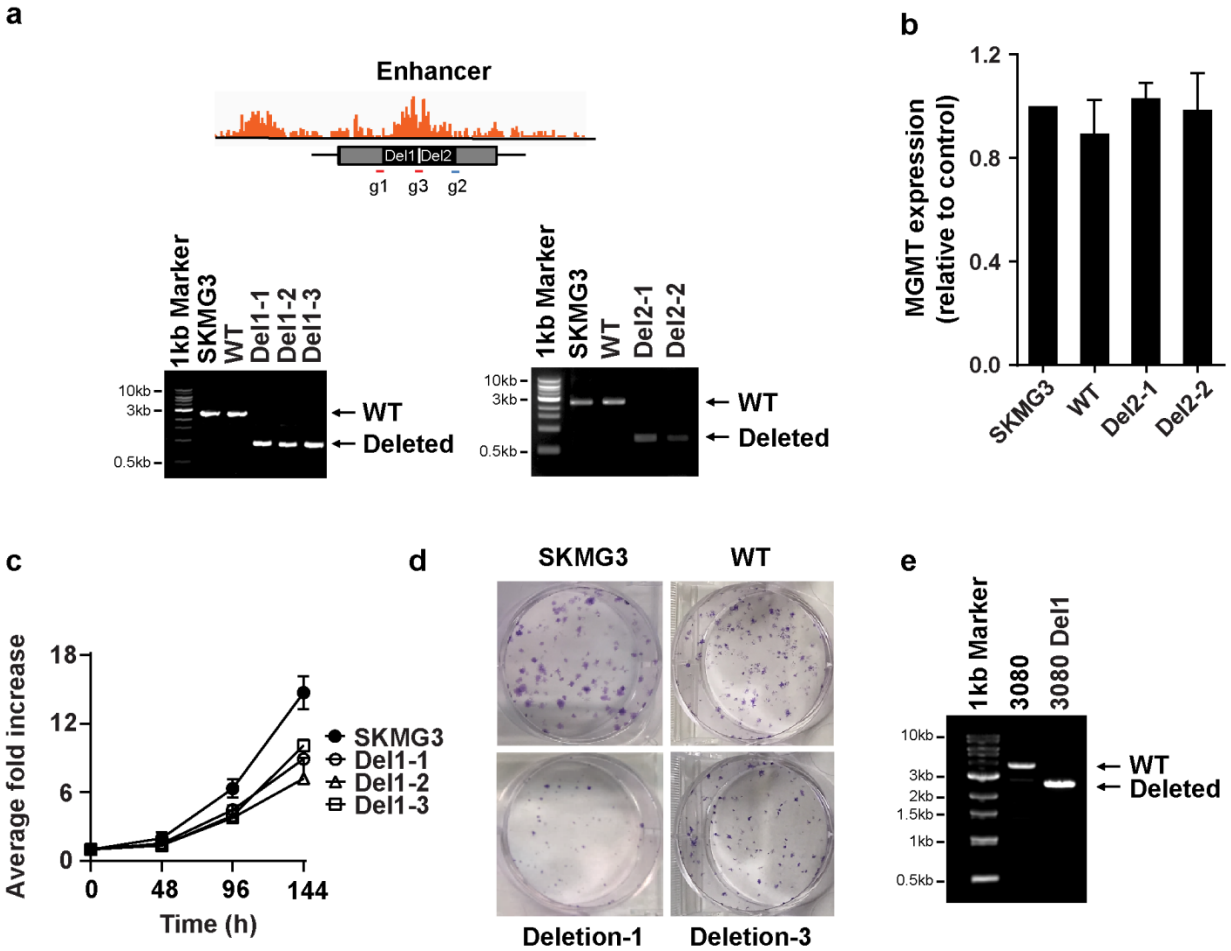 a
Enhancer
Del1 Del2
g1 g3 g2
1kb Marker
SKMG3
WT
Del1-1
Del1-2
Del1-3
10kb
3kb
0.5kb
WT
Deleted
1kb Marker
SKMG3
WT
Del2-1
Del2-2
10kb
3kb
0.5kb
WT
Deleted
b
MGMT expression
(relative to control)
1.2
0.8
0.4
0.0
SKMG3
WT
Del2-1
Del2-2
c
Average fold increase
18
12
6
0
0 48 96 144
Time (h)
SKMG3
Del1-1
Del1-2
Del1-3
d
SKMG3 WT
Deletion-1 Deletion-3
e
1kb Marker
3080
3080 Del1
10kb
3kb
2kb
1.5kb
1kb
0.5kb
WT
Deleted